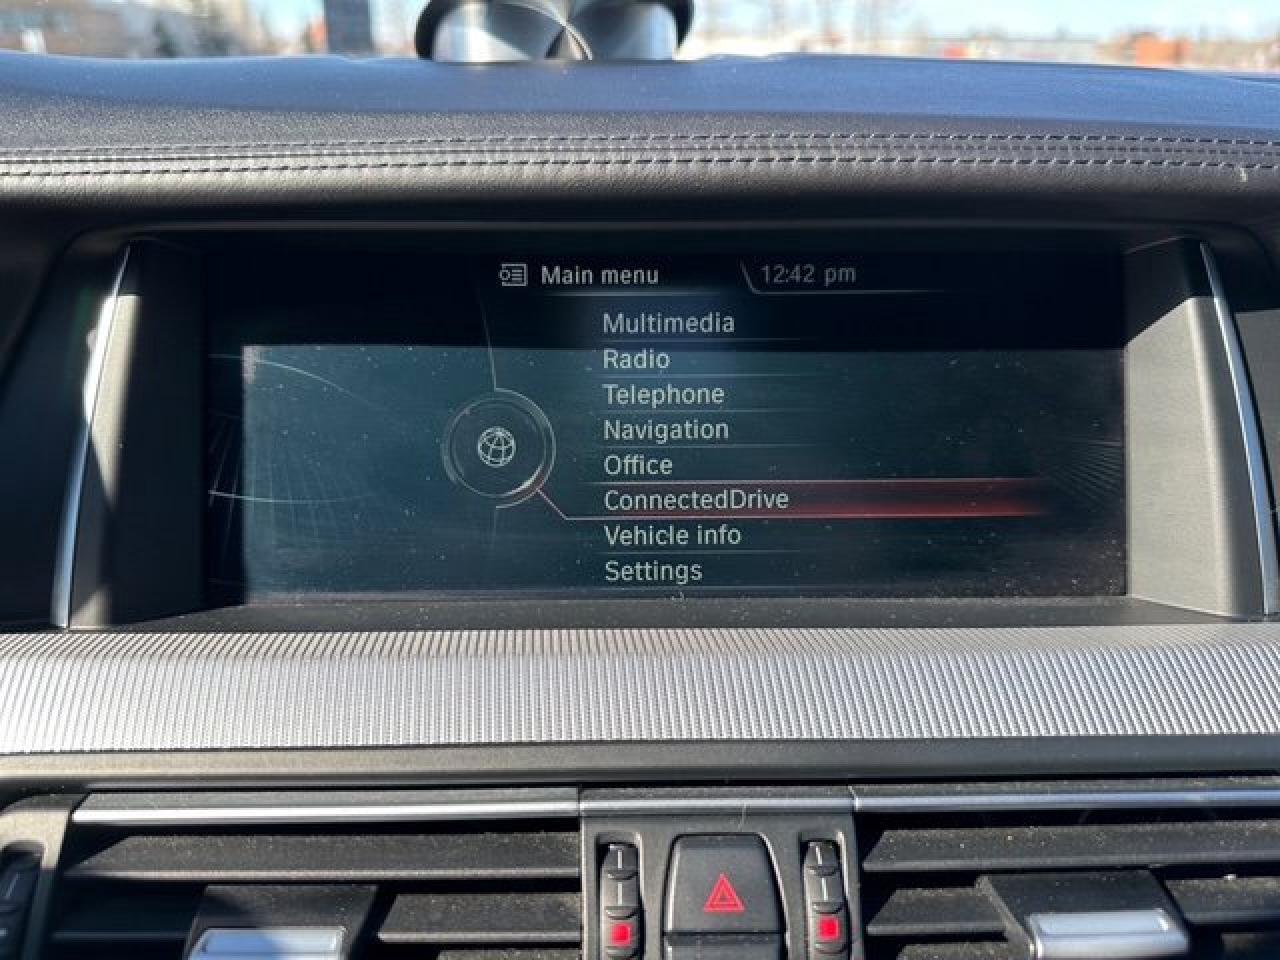 Main menu
12:42 pm
Multimedia
Radio
Telephone
Navigation
Office
ConnectedDrive
Vehicle info
Settings